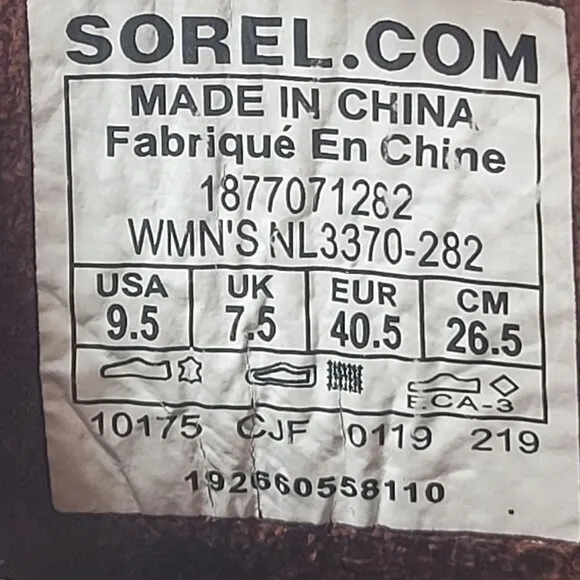 SOREL.COM
MADE IN CHINA
Fabriqué En Chine
1877071282
WMN'S NL3370-282
USA UK EUR CM
9.5 7.5 40.5 26.5
E.CA-3
10175 CJF 0119 219
192660558110